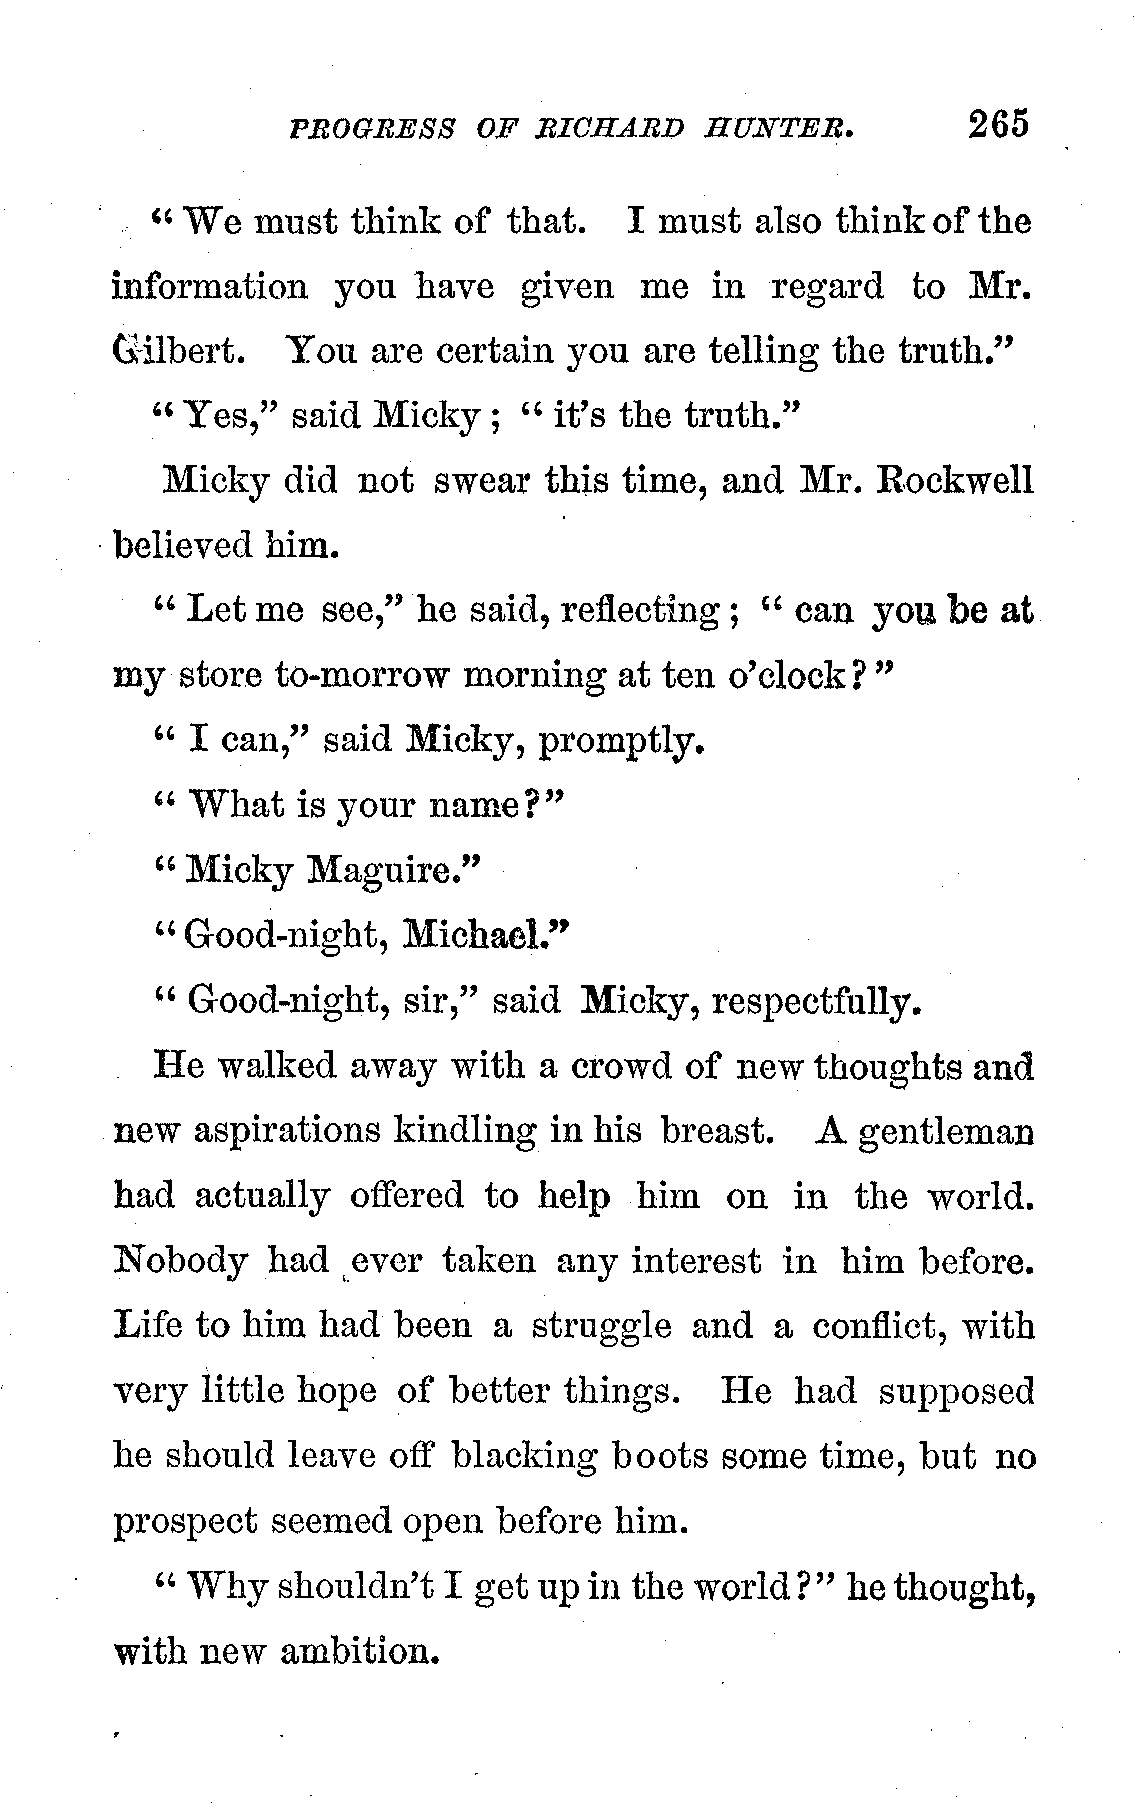 PROGRESS OF RICHARD HUNTER. 265
“ We must think of that. I must also think of the
information you have given me in regard to Mr.
Gilbert. You are certain you are telling the truth.”
“ Yes,” said Micky ; “ it’s the truth.”
Micky did not swear this time, and Mr. Rockwell
believed him.
“ Let me see,” he said, reflecting ; “ can you be at
my store to-morrow morning at ten o’clock ? ”
“ I can,” said Micky, promptly.
“ What is your name ? ”
“ Micky Maguire.”
“ Good-night, Michael.”
“ Good-night, sir,” said Micky, respectfully.
He walked away with a crowd of new thoughts and
new aspirations kindling in his breast. A gentleman
had actually offered to help him on in the world.
Nobody had ever taken any interest in him before.
Life to him had been a struggle and a conflict, with
very little hope of better things. He had supposed
he should leave off blacking boots some time, but no
prospect seemed open before him.
“ Why shouldn’t I get up in the world ? ” he thought,
with new ambition.